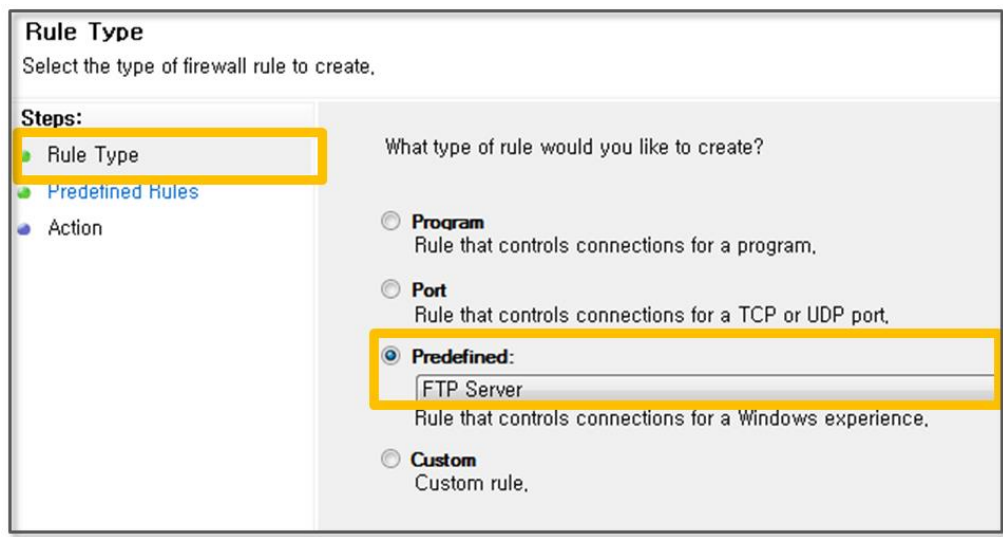 Rule Type
Select the type of firewall rule to create,
Steps:
Rule Type
Predefined Rules
Action
What type of rule would you like to create?
Program
Rule that controls connections for a program,
Port
Rule that controls connections for a TCP or UDP port,
Predefined:
FTP Server
Rule that controls connections for a Windows experience,
Custom
Custom rule,